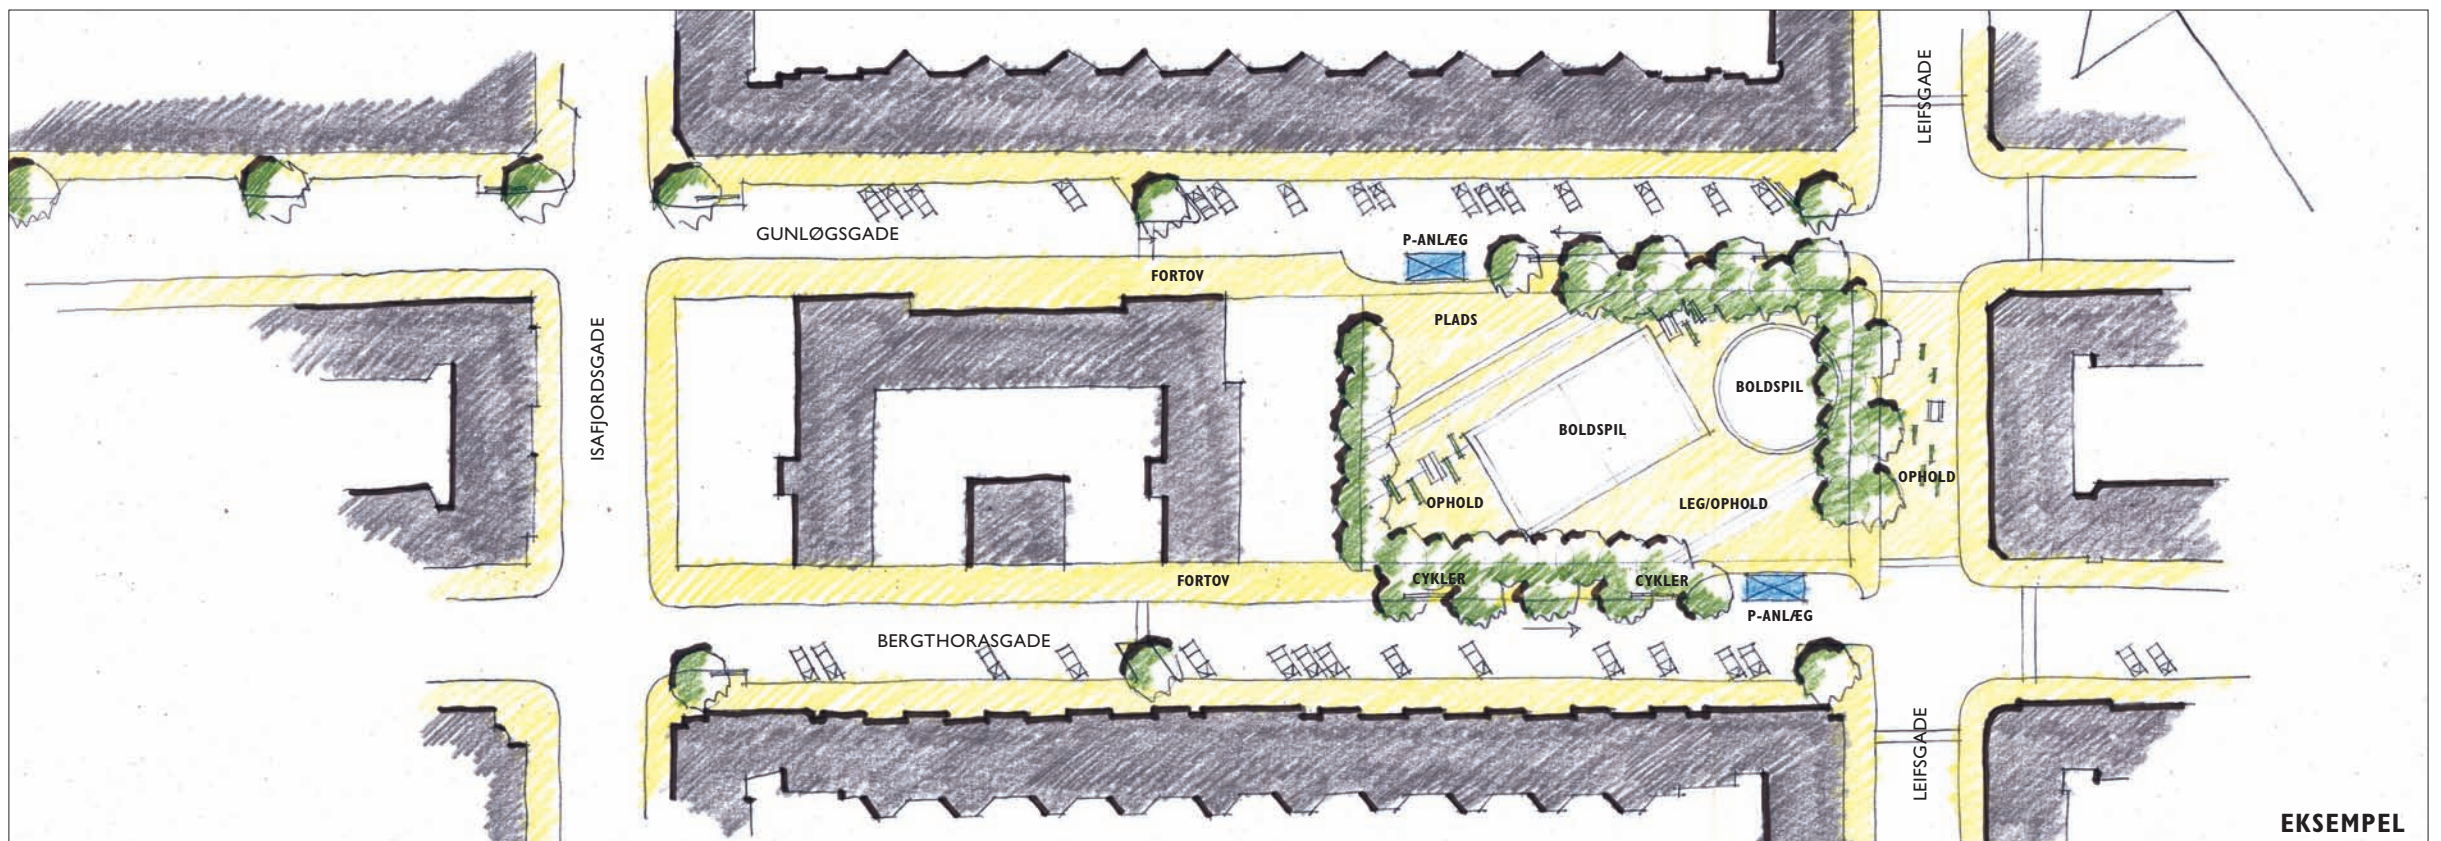 LEIFSGADE
GUNLØGSGADE
P-ANLÆG
FORTOV
PLADS
ISAFJORDSGADE
BOLDSPIL
BOLDSPIL
OPHOLD
OPHOLD
LEG/OPHOLD
FORTOV
CYKLER
CYKLER
P-ANLÆG
BERGTHORASGADE
LEIFSGADE
EKSEMPEL